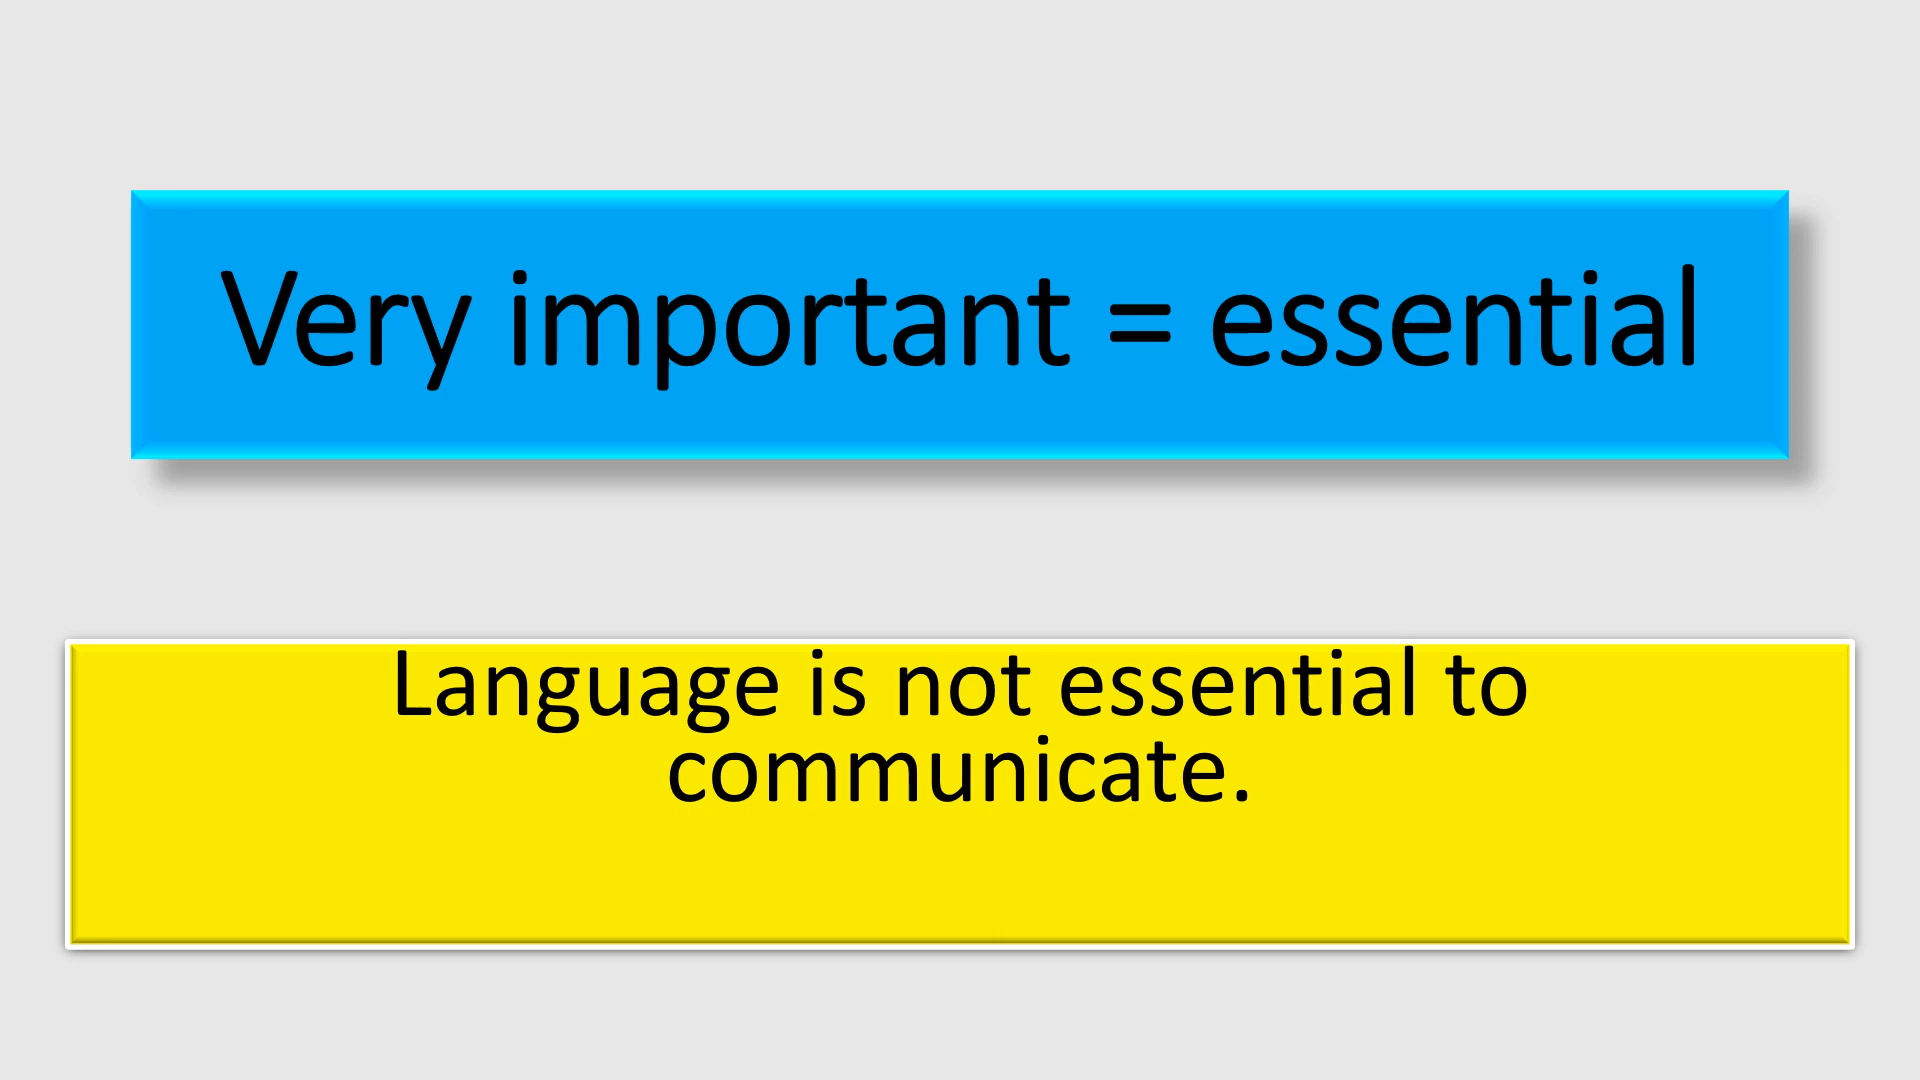 Very important = essential
Language is not essential to
communicate.